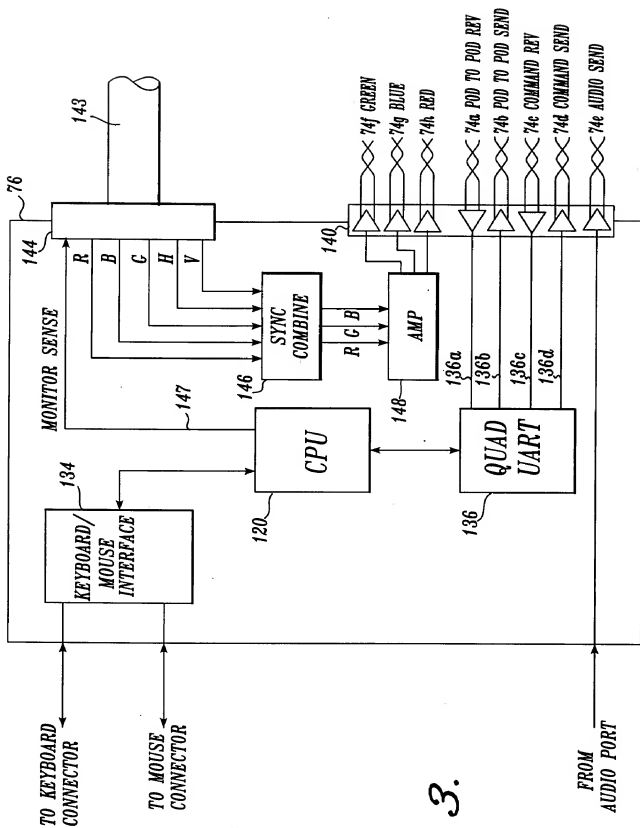 TO KEYBOARD
CONNECTOR
TO MOUSE
CONNECTOR
134
KEYBOARD/
MOUSE
INTERFACE
MONITOR SENSE
147
144
76
143
R
B
G
H
V
SYNC
COMBINE
146
R
G
B
AMP
148
CPU
120
QUAD
UART
136
136a
136b
136c
136d
140
74f GREEN
74g BLUE
74h RED
74a POD TO POD REV
74b POD TO POD SEND
74c COMMAND REV
74d COMMAND SEND
74e AUDIO SEND
FROM
AUDIO PORT
3.